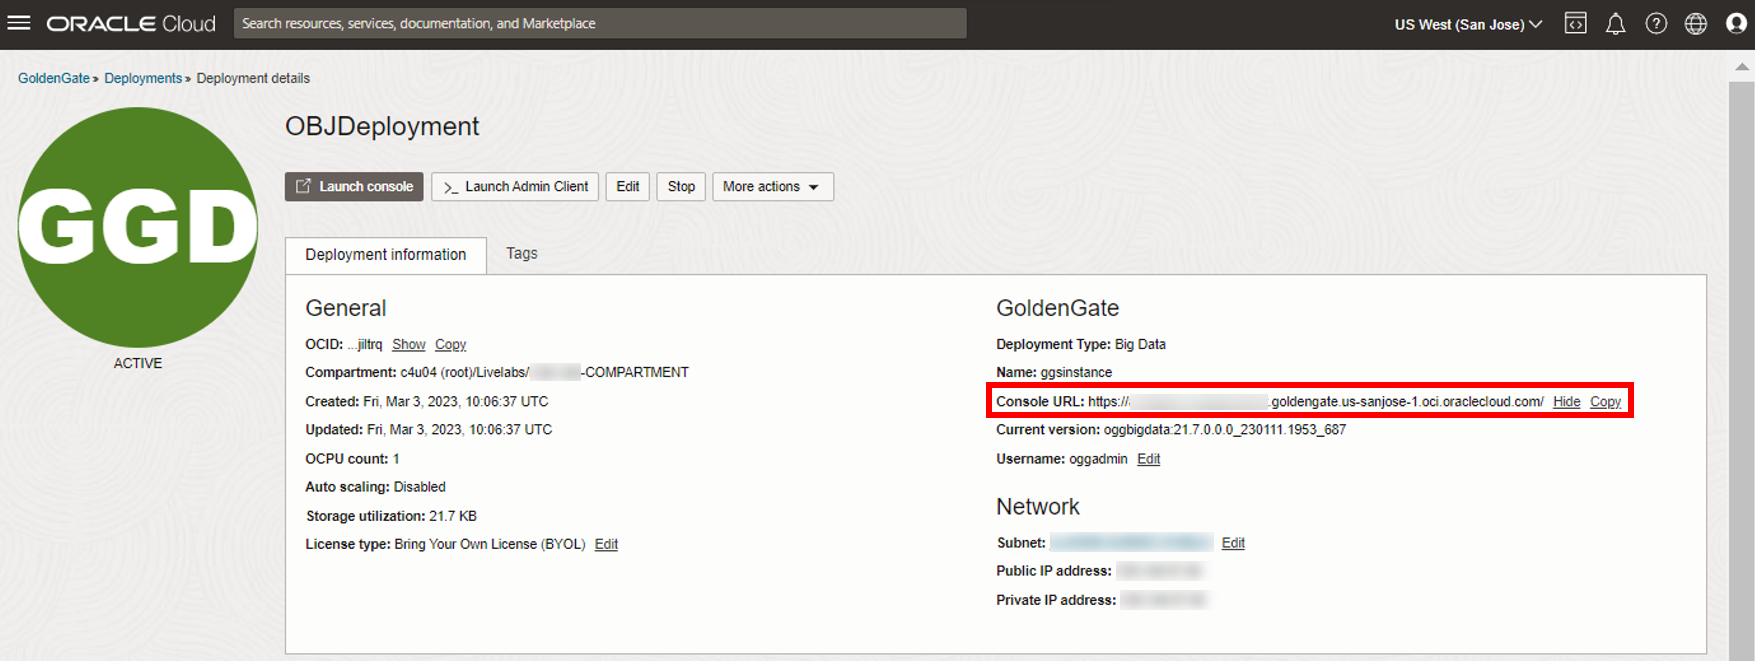 ORACLE Cloud
Search resources, services, documentation, and Marketplace
US West (San Jose)
GoldenGate » Deployments » Deployment details
GGD
ACTIVE
OBJDeployment
Launch console
>_ Launch Admin Client
Edit
Stop
More actions
Deployment information
Tags
General
OCID: ...jiltrq Show Copy
Compartment: c4u04 (root)/Livelabs/ -COMPARTMENT
Created: Fri, Mar 3, 2023, 10:06:37 UTC
Updated: Fri, Mar 3, 2023, 10:06:37 UTC
OCPU count: 1
Auto scaling: Disabled
Storage utilization: 21.7 KB
License type: Bring Your Own License (BYOL) Edit
GoldenGate
Deployment Type: Big Data
Name: ggsinstance
Console URL: https:// .goldengate.us-sanjose-1.oci.oraclecloud.com/ Hide Copy
Current version: oggbigdata:21.7.0.0.0_230111.1953_687
Username: oggadmin Edit
Network
Subnet: Edit
Public IP address:
Private IP address: